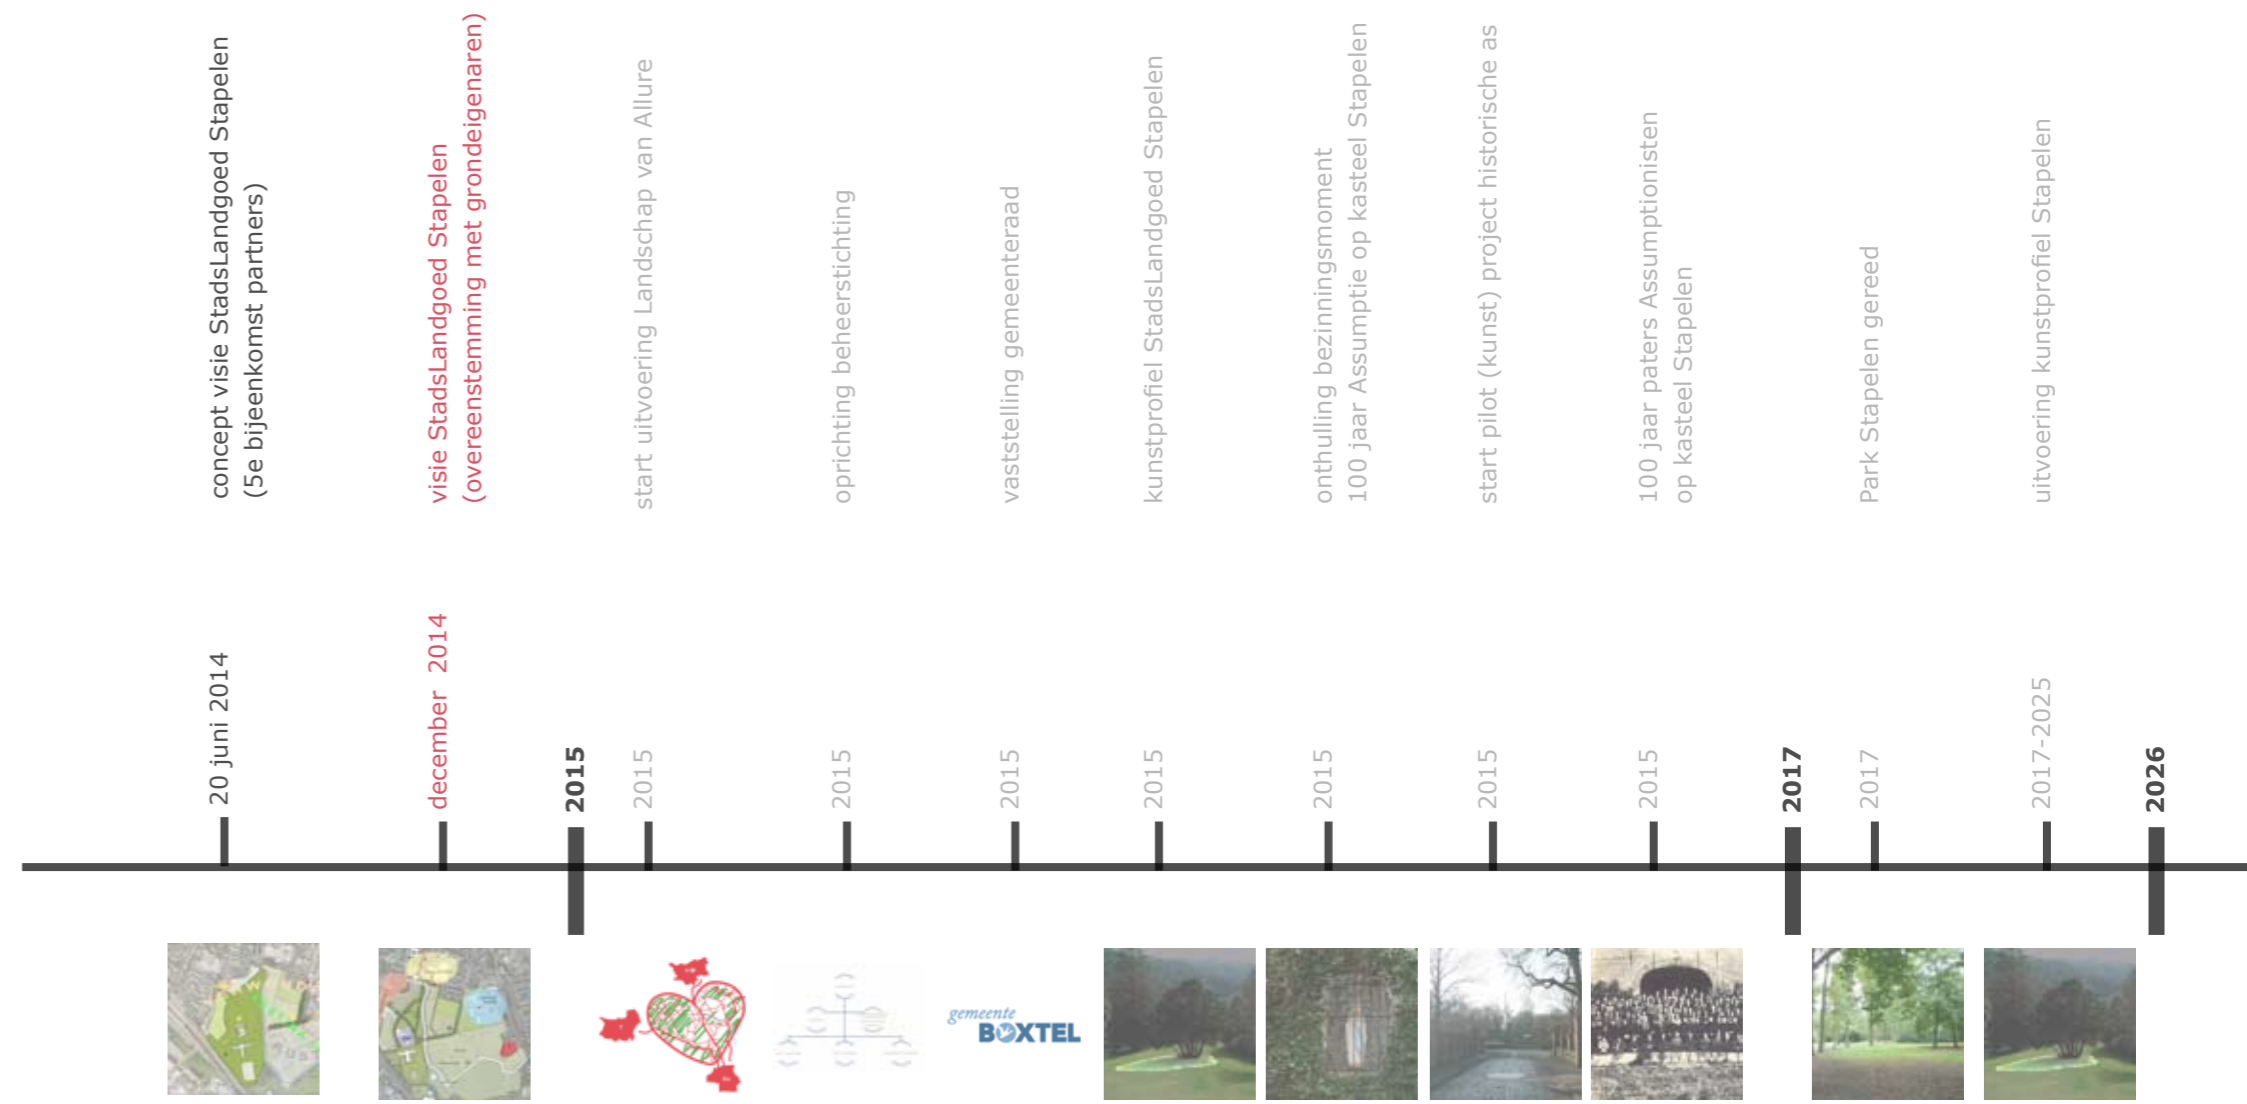 concept visie StadsLandgoed Stapelen
(5e bijeenkomst partners)
20 juni 2014
visie StadsLandgoed Stapelen
(overeenstemming met grondeigenaren)
december 2014
2015
start uitvoering Landschap van Allure
2015
oprichting beheerstichting
2015
vaststelling gemeenteraad
2015
kunstprofiel StadsLandgoed Stapelen
2015
onthulling bezinningsmoment
100 jaar Assumptie op kasteel Stapelen
2015
start pilot (kunst) project historische as
2015
100 jaar paters Assumptionisten
op kasteel Stapelen
2015
2017
Park Stapelen gereed
2017
uitvoering kunstprofiel Stapelen
2017-2025
2026
gemeente
BOXTEL